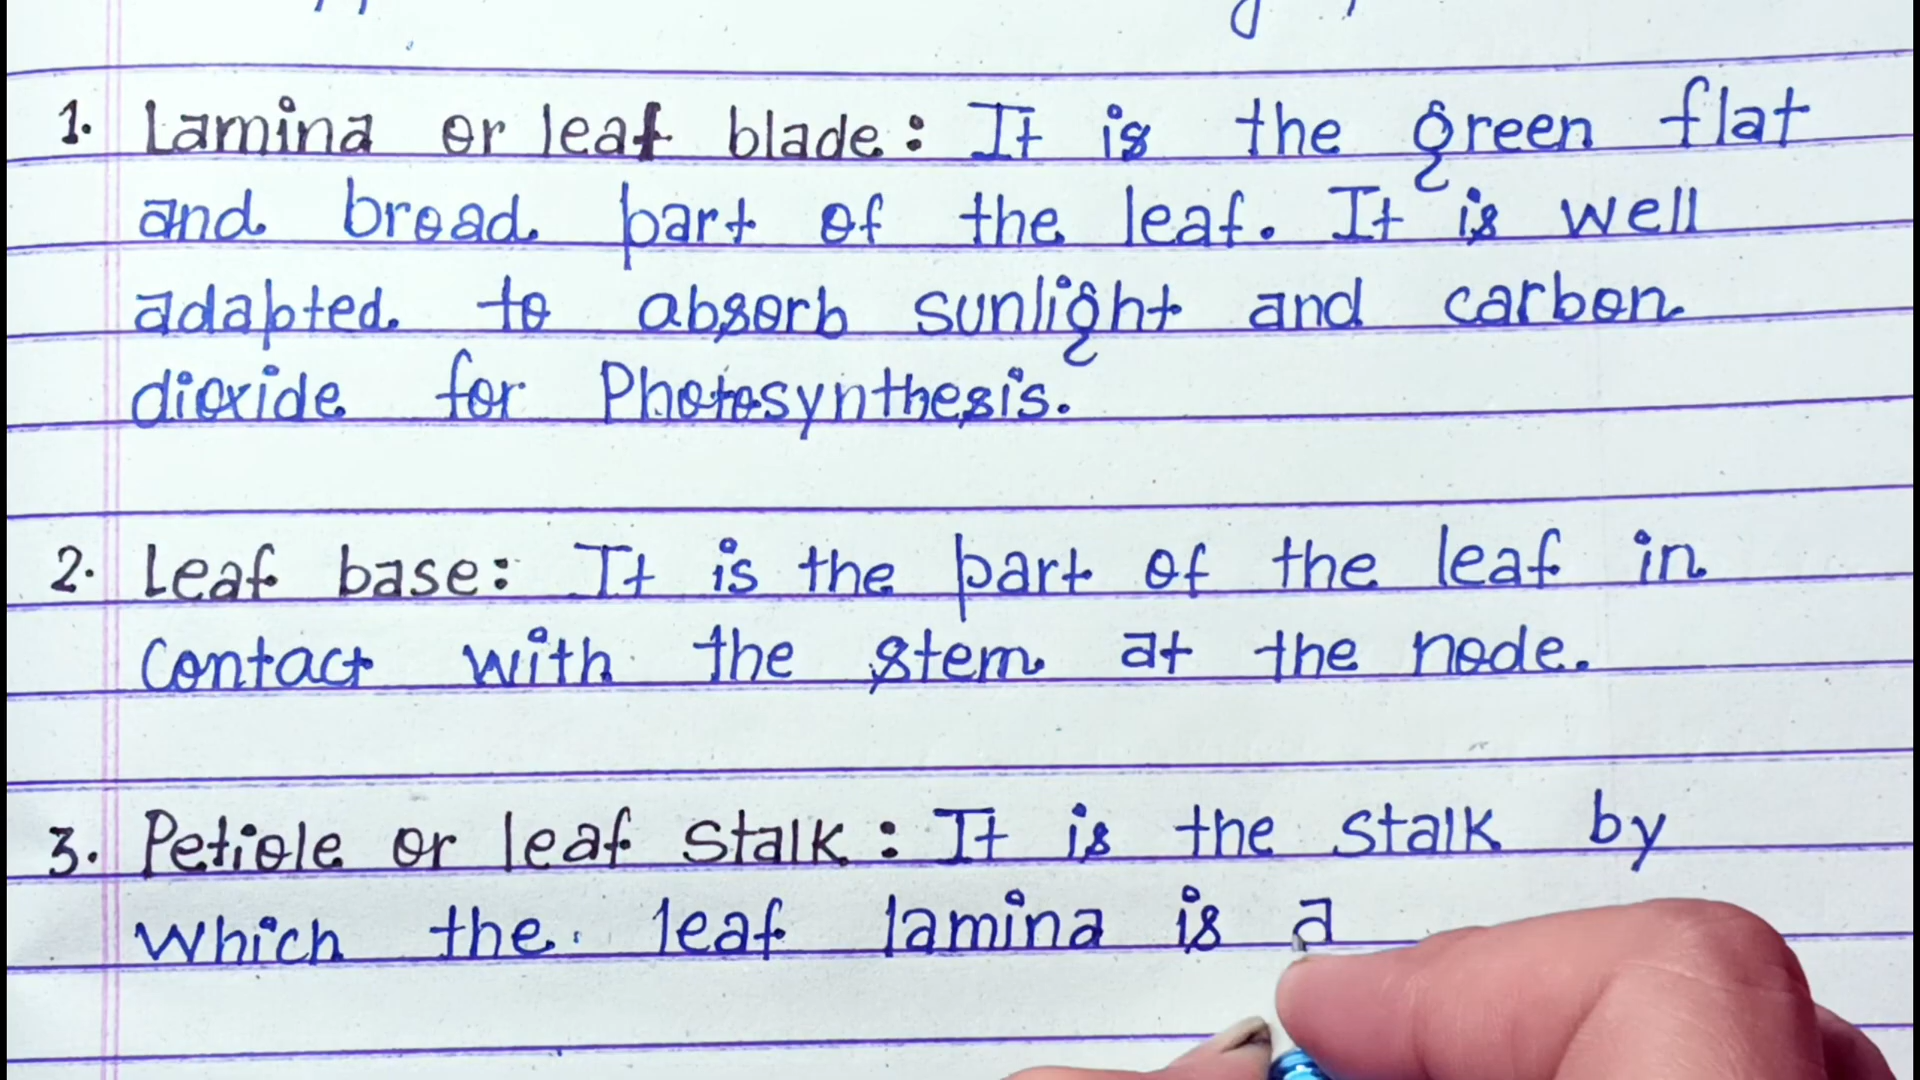 1. Lamina or leaf blade: It is the green flat
and broad part of the leaf. It is well
adapted to absorb sunlight and carbon
dioxide for Photosynthesis.
2. Leaf base: It is the part of the leaf in
Contact with the stem at the node.
3. Petiole or leaf stalk: It is the stalk by
which the leaf lamina is a